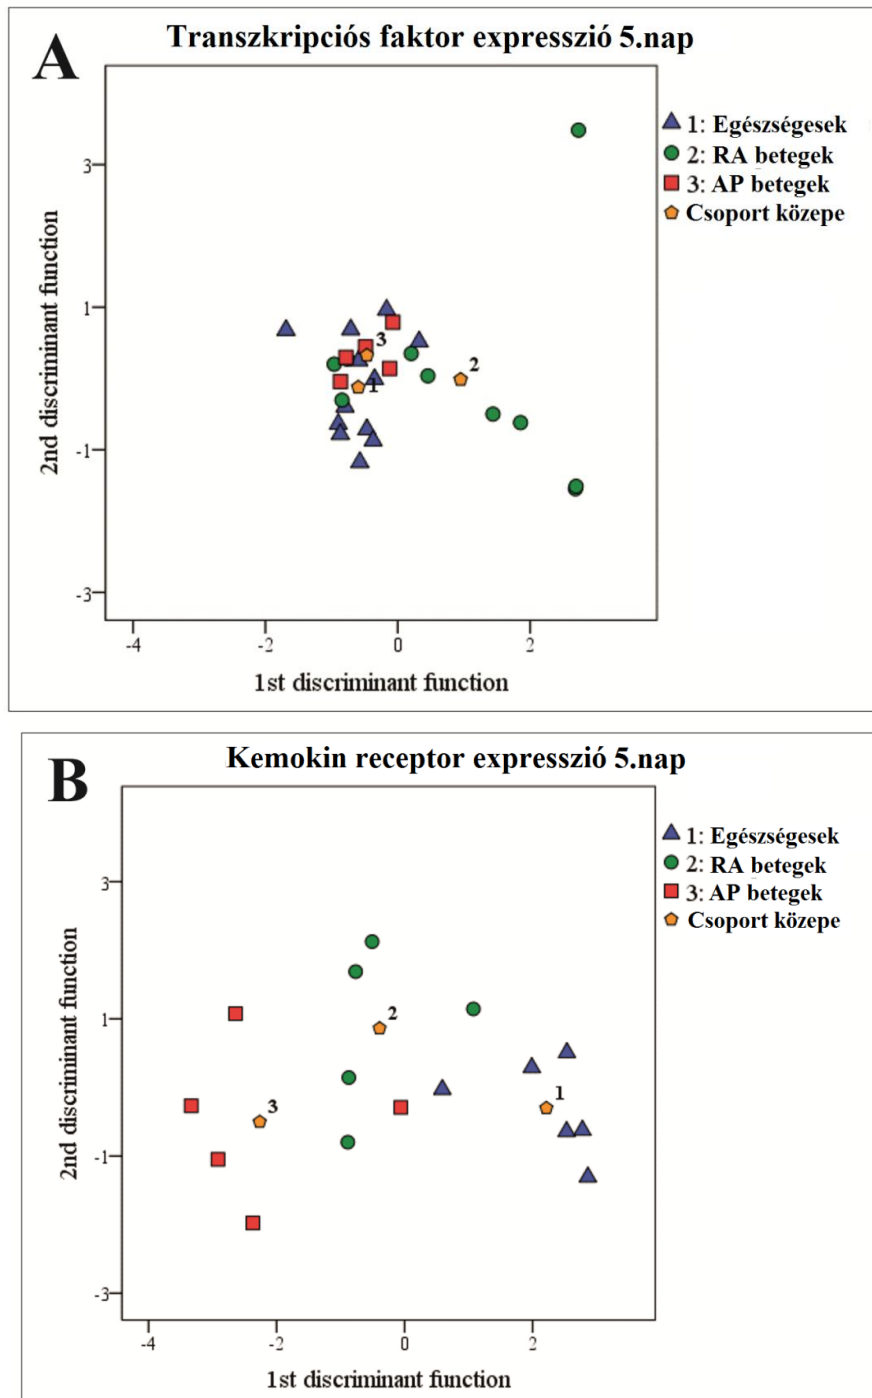 A
Transzkripciós faktor expresszió 5.nap
1: Egészségesek
2: RA betegek
3: AP betegek
Csoport közepe
2nd discriminant function
3
1
-1
-3
3
2
1
-4
-2
0
2
1st discriminant function
B
Kemokin receptor expresszió 5.nap
1: Egészségesek
2: RA betegek
3: AP betegek
Csoport közepe
2nd discriminant function
3
1
-1
-3
2
1
3
-4
-2
0
2
1st discriminant function